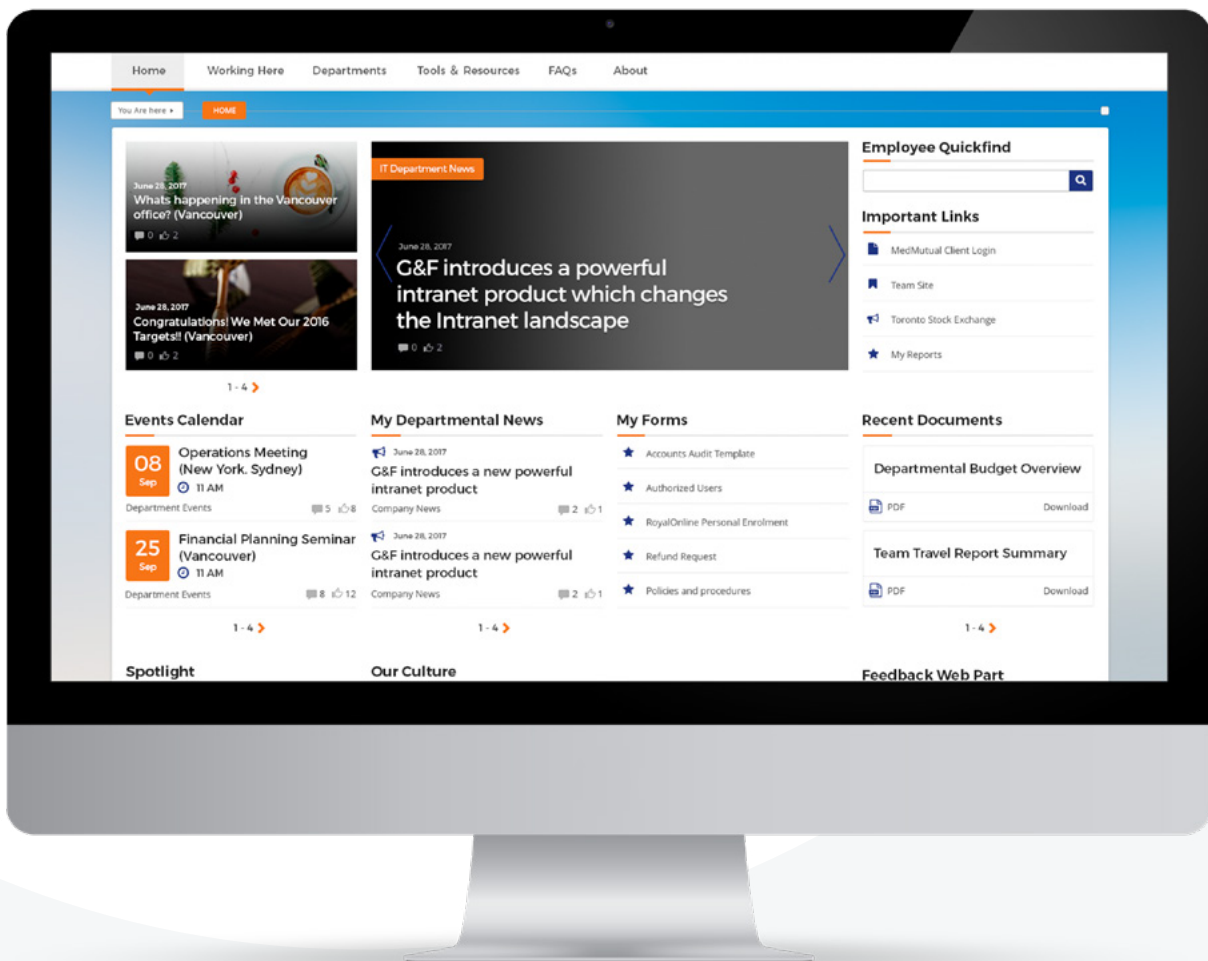 Home
Working Here
Departments
Tools & Resources
FAQs
About
You Are here
HOME
June 28, 2017
Whats happening in the Vancouver
office? (Vancouver)
0 2
June 28, 2017
Congratulations! We Met Our 2016
Targets!! (Vancouver)
0 2
1 - 4
IT Department News
June 28, 2017
G&F introduces a powerful
intranet product which changes
the Intranet landscape
0 2
Employee Quickfind
Important Links
MedMutual Client Login
Team Site
Toronto Stock Exchange
My Reports
Events Calendar
08
Sep
Operations Meeting
(New York. Sydney)
11 AM
Department Events
5 8
25
Sep
Financial Planning Seminar
(Vancouver)
11 AM
Department Events
8 12
1 - 4
My Departmental News
June 28, 2017
G&F introduces a new powerful
intranet product
Company News
2 1
June 28, 2017
G&F introduces a new powerful
intranet product
Company News
2 1
1 - 4
My Forms
Accounts Audit Template
Authorized Users
RoyalOnline Personal Enrolment
Refund Request
Policies and procedures
Recent Documents
Departmental Budget Overview
PDF
Download
Team Travel Report Summary
PDF
Download
1 - 4
Spotlight
Our Culture
Feedback Web Part